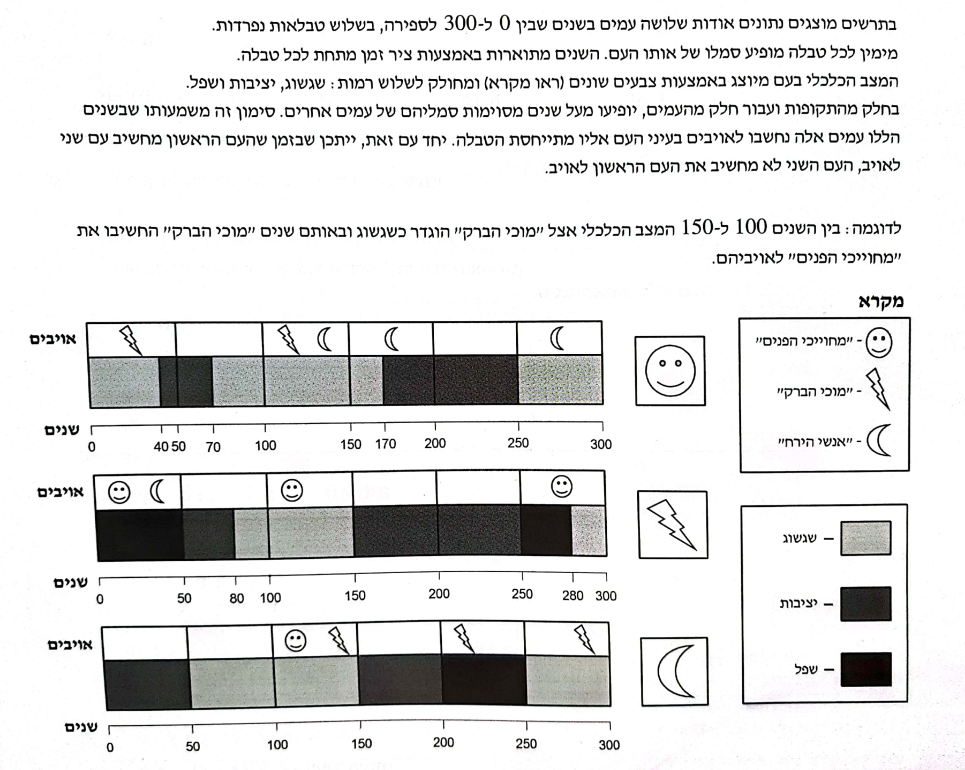 בתרשים מוצגים נתונים אודות שלושה עמים בשנים שבין 0 ל-300 לספירה, בשלוש טבלאות נפרדות.
מימין לכל טבלה מופיע סמלו של אותו העם. השנים מתוארות באמצעות ציר זמן מתחת לכל טבלה.
המצב הכלכלי בעם מיוצג באמצעות צבעים שונים (ראו מקרא) ומחולק לשלוש רמות: שגשוג, יציבות ושפל.
בחלק מהתקופות ועבור חלק מהעמים, יופיעו מעל שנים מסוימות סמליהם של עמים אחרים. סימון זה משמעותו שבשנים
הללו עמים אלה נחשבו לאויבים בעיני העם אליו מתייחסת הטבלה. יחד עם זאת, ייתכן שבזמן שהעם הראשון מחשיב עם שני
לאויב, העם השני לא מחשיב את העם הראשון לאויב.
לדוגמה: בין השנים 100 ל-150 המצב הכלכלי אצל "מוכי הברק" הוגדר כשגשוג ובאותם שנים "מוכי הברק" החשיבו את
"מחוייכי הפנים" לאויביהם.
מקרא
- "מחוייכי הפנים"
- "מוכי הברק"
- "אנשי הירח"
– שגשוג
– יציבות
– שפל
אויבים
שנים
0 40 50 70 100 150 170 200 250 300
אויבים
שנים
0 50 80 100 150 200 250 280 300
אויבים
שנים
0 50 100 150 200 250 300